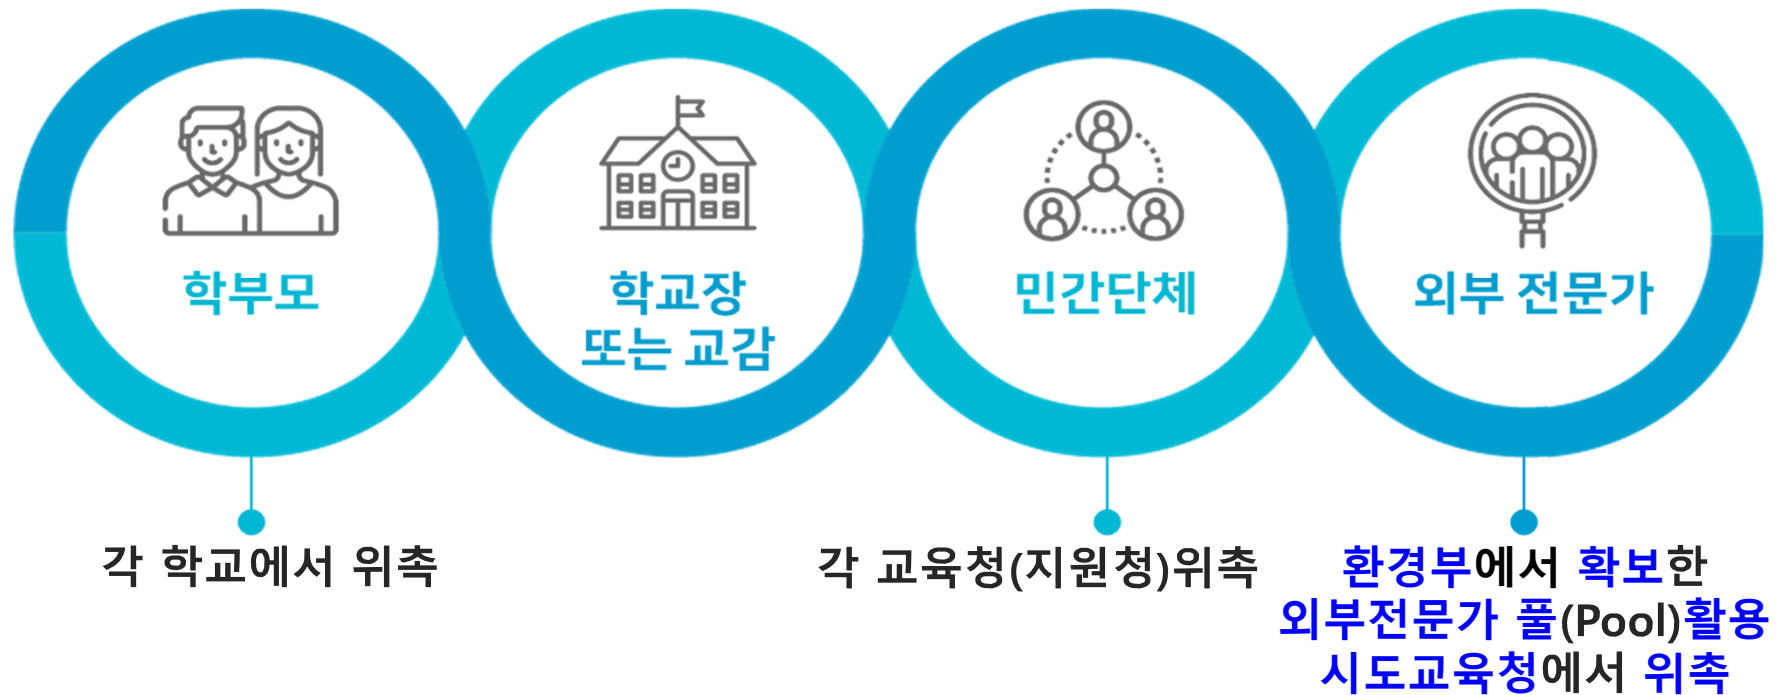 학부모
학교장
또는 교감
민간단체
외부 전문가
각 학교에서 위촉
각 교육청(지원청)위촉
환경부에서 확보한
외부전문가 풀(Pool)활용
시도교육청에서 위촉